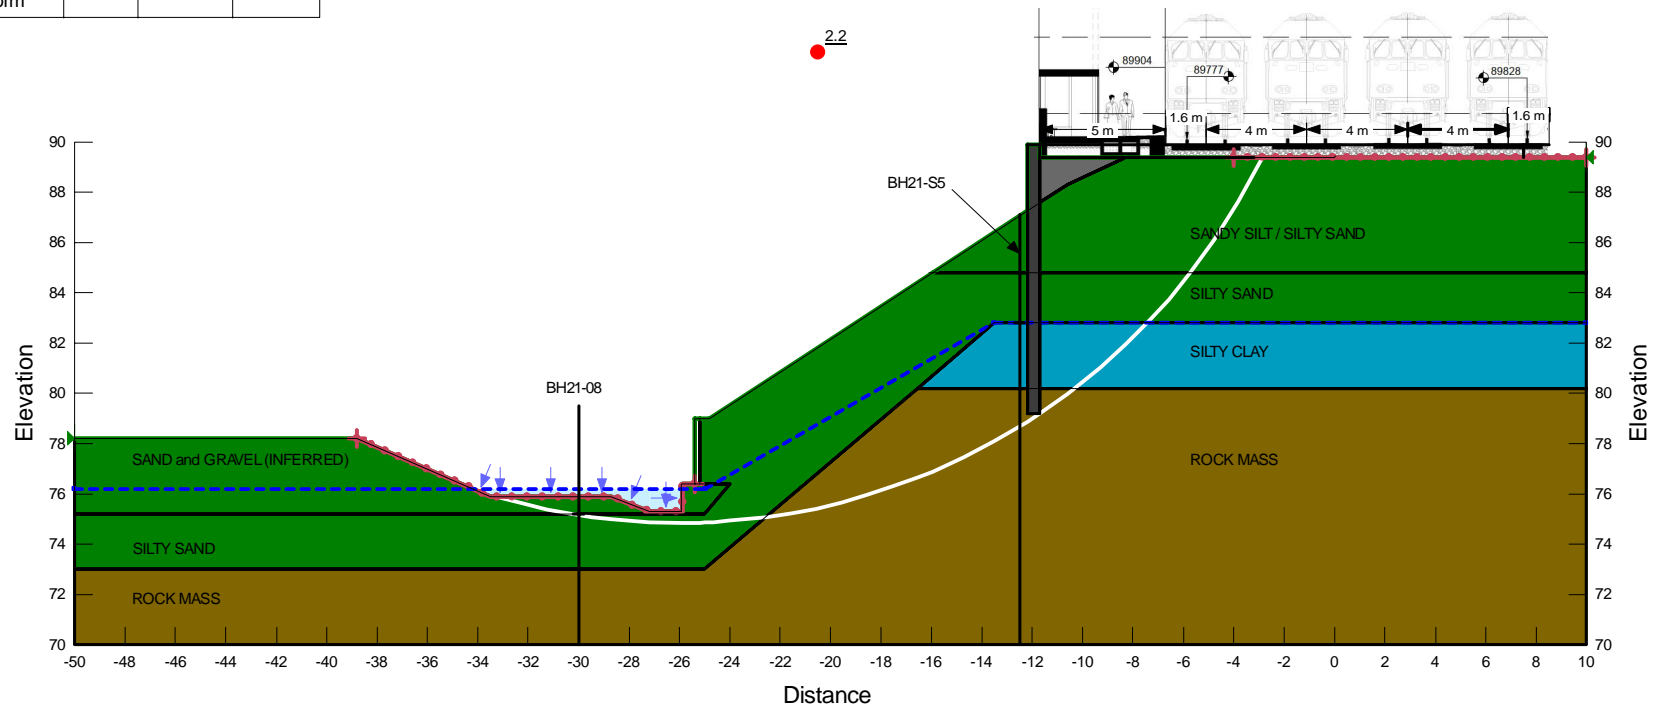 orm
2.2
89904
89777
89828
1.6 m
1.6 m
5 m
4 m
4 m
4 m
90
90
BH21-S5
88
88
SANDY SILT / SILTY SAND
86
86
84
84
SILTY SAND
82
82
SILTY CLAY
BH21-08
80
80
Elevation
Elevation
78
78
SAND and GRAVEL (INFERRED)
ROCK MASS
76
76
74
74
SILTY SAND
72
72
ROCK MASS
70
70
-50 -48 -46 -44 -42 -40 -38 -36 -34 -32 -30 -28 -26 -24 -22 -20 -18 -16 -14 -12 -10 -8 -6 -4 -2 0 2 4 6 8 10
Distance